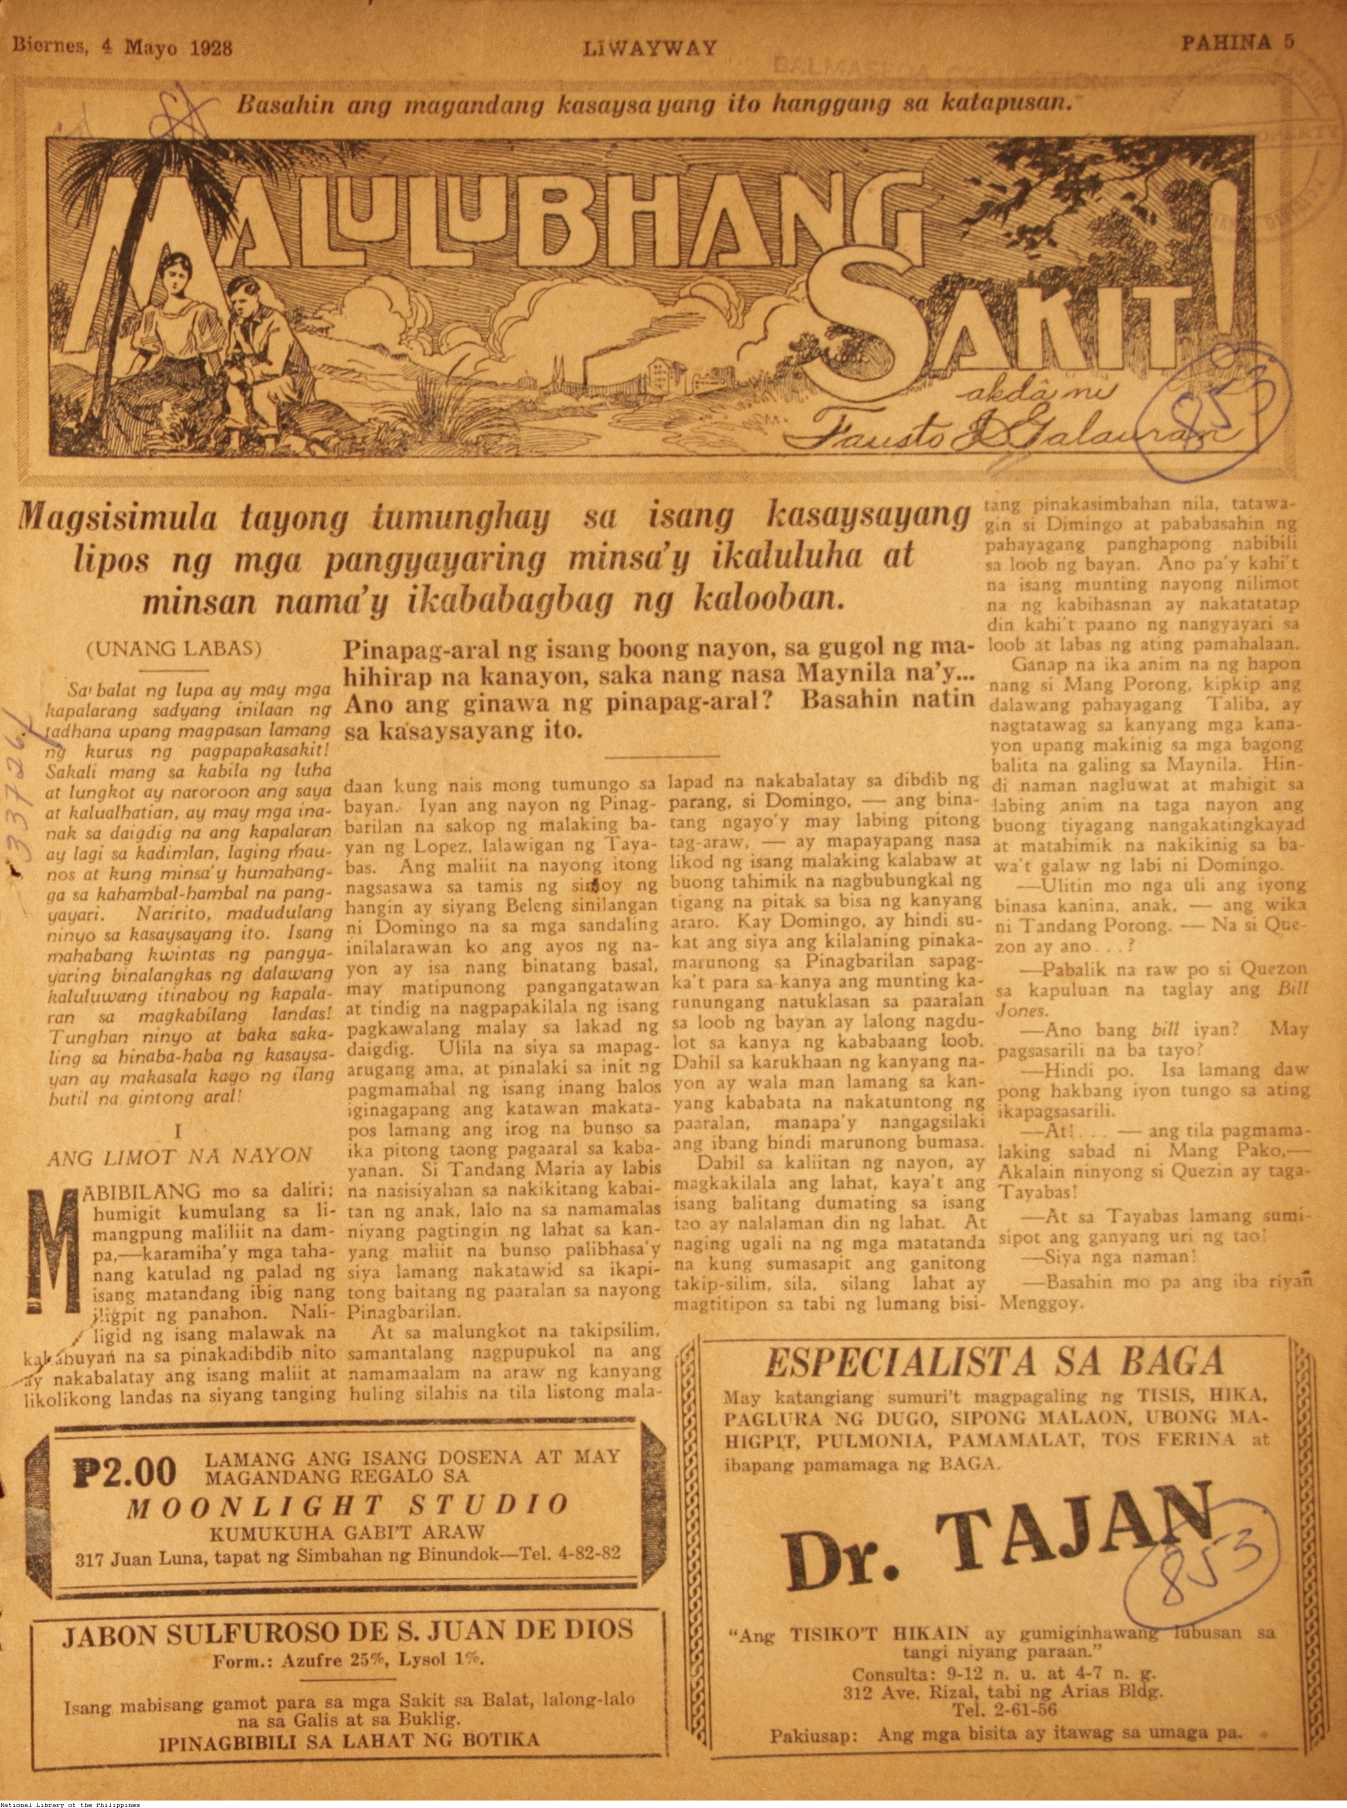 Biernes, 4 Mayo 1928
LIWAYWAY
PAHINA 5
Basahin ang magandang kasaysayang ito hanggang sa katapusan.
MALULUBHANG
SAKIT!
akdâ ni
Fausto J. Galauran
853
Magsisimula tayong tumunghay sa isang kasaysayang
lipos ng mga pangyayaring minsa'y ikaluluha at
minsan nama'y ikababagbag ng kalooban.
(UNANG LABAS)
Sa balat ng lupa ay may mga
kapalarang sadyang inilaan ng
tadhana upang magpasan lamang
ng kurus ng pagpapakasakit!
Sakali mang sa kabila ng luha
at lungkot ay naroroon ang saya
at kalualhatian, ay may mga ina-
nak sa daigdig na ang kapalaran
ay lagi sa kadimlan, laging rhau-
nos at kung minsa'y humahang-
ga sa kahambal-hambal na pang-
yayari. Naririto, madudulang
ninyo sa kasaysayang ito. Isang
mahabang kwintas ng pangya-
yaring binalangkas ng dalawang
kaluluwang itinaboy ng kapala-
ran sa magkabilang landas!
Tunghan ninyo at baka saka-
ling sa hinaba-haba ng kasaysa-
yan ay makasala kayo ng ilang
butil na gintong aral!
I
ANG LIMOT NA NAYON
MABIBILANG mo sa daliri;
humigit kumulang sa li-
mangpung maliliit na dam-
pa,—karamiha'y mga taha-
nang katulad ng palad ng
isang matandang ibig nang
iligpit ng panahon. Nali-
ligid ng isang malawak na
kakahuyan na sa pinakadibdib nito
ay nakabalatay ang isang maliit at
likolikong landas na siyang tanging
Pinapag-aral ng isang boong nayon, sa gugol ng ma-
hihirap na kanayon, saka nang nasa Maynila na'y...
Ano ang ginawa ng pinapag-aral? Basahin natin
sa kasaysayang ito.
daan kung nais mong tumungo sa
bayan. Iyan ang nayon ng Pinag-
barilan na sakop ng malaking ba-
yan ng Lopez, lalawigan ng Taya-
bas. Ang maliit na nayong itong
nagsasawa sa tamis ng simoy ng
hangin ay siyang Beleng sinilangan
ni Domingo na sa mga sandaling
inilalarawan ko ang ayos ng na-
yon ay isa nang binatang basal,
may matipunong pangangatawan
at tindig na nagpapakilala ng isang
pagkawalang malay sa lakad ng
daigdig. Ulila na siya sa mapag-
arugang ama, at pinalaki sa init ng
pagmamahal ng isang inang halos
iginagapang ang katawan makata-
pos lamang ang irog na bunso sa
ika pitong taong pagaaral sa kaba-
yanan. Si Tandang Maria ay labis
na nasisiyahan sa nakikitang kabai-
tan ng anak, lalo na sa namamalas
niyang pagtingin ng lahat sa kan-
yang maliit na bunso palibhasa'y
siya lamang nakatawid sa ikapi-
tong baitang ng paaralan sa nayong
Pinagbarilan.
At sa malungkot na takipsilim,
samantalang nagpupukol na ang
namamaalam na araw ng kanyang
huling silahis na tila listong mala-
lapad na nakabalatay sa dibdib ng
parang, si Domingo, — ang bina-
tang ngayo'y may labing pitong
tag-araw, — ay mapayapang nasa
likod ng isang malaking kalabaw at
buong tahimik na nagbubungkal ng
tigang na pitak sa bisa ng kanyang
araro. Kay Domingo, ay hindi su-
kat ang siya ang kilalaning pinaka-
marunong sa Pinagbarilan sapag-
ka't para sa kanya ang munting ka-
runungang natuklasan sa paaralan
sa loob ng bayan ay lalong nagdu-
lot sa kanya ng kababaang loob.
Dahil sa karukhaan ng kanyang na-
yon ay wala man lamang sa kan-
yang kababata na nakatuntong ng
paaralan, manapa'y nangagsilaki
ang ibang hindi marunong bumasa.
Dahil sa kaliitan ng nayon, ay
magkakilala ang lahat, kaya't ang
isang balitang dumating sa isang
tao ay nalalaman din ng lahat. At
naging ugali na ng mga matatanda
na kung sumasapit ang ganitong
takip-silim, sila, silang lahat ay
magtitipon sa tabi ng lumang bisi-
tang pinakasimbahan nila, tatawa-
gin si Dimingo at pababasahin ng
pahayagang panghapong nabibili
sa loob ng bayan. Ano pa'y kahi't
na isang munting nayong nilimot
na ng kabihasnan ay nakatatatap
din kahi't paano ng nangyayari sa
loob at labas ng ating pamahalaan.
Ganap na ika anim na ng hapon
nang si Mang Porong, kipkip ang
dalawang pahayagang Taliba, ay
nagtatawag sa kanyang mga kana-
yon upang makinig sa mga bagong
balita na galing sa Maynila. Hin-
di naman nagluwat at mahigit sa
labing anim na taga nayon ang
buong tiyagang nangakatingkayad
at matahimik na nakikinig sa ba-
wa't galaw ng labi ni Domingo.
—Ulitin mo nga uli ang iyong
binasa kanina, anak, — ang wika
ni Tandang Porong. — Na si Que-
zon ay ano...?
—Pabalik na raw po si Quezon
sa kapuluan na taglay ang Bill
Jones.
—Ano bang bill iyan? May
pagsasarili na ba tayo?
—Hindi po. Isa lamang daw
pong hakbang iyon tungo sa ating
ikapagsasarili.
—At!... — ang tila pagmama-
laking sabad ni Mang Pako,—
Akalain ninyong si Quezin ay taga-
Tayabas!
—At sa Tayabas lamang sumi-
sipot ang ganyang uri ng tao!
—Siya nga naman!
—Basahin mo pa ang iba riyan
Menggoy.
₱2.00 LAMANG ANG ISANG DOSENA AT MAY
MAGANDANG REGALO SA
MOONLIGHT STUDIO
KUMUKUHA GABI'T ARAW
317 Juan Luna, tapat ng Simbahan ng Binundok—Tel. 4-82-82
JABON SULFUROSO DE S. JUAN DE DIOS
Form.: Azufre 25%, Lysol 1%.
Isang mabisang gamot para sa mga Sakit sa Balat, lalong-lalo
na sa Galis at sa Buklig.
IPINAGBIBILI SA LAHAT NG BOTIKA
ESPECIALISTA SA BAGA
May katangiang sumuri't magpagaling ng TISIS, HIKA,
PAGLURA NG DUGO, SIPONG MALAON, UBONG MA-
HIGPIT, PULMONIA, PAMAMALAT, TOS FERINA at
ibapang pamamaga ng BAGA.
Dr. TAJAN
853
"Ang TISIKO'T HIKAIN ay gumiginhawang lubusan sa
tangi niyang paraan."
Consulta: 9-12 n. u. at 4-7 n. g.
312 Ave. Rizal, tabi ng Arias Bldg.
Tel. 2-61-56
Pakiusap: Ang mga bisita ay itawag sa umaga pa.
National Library of the Philippines